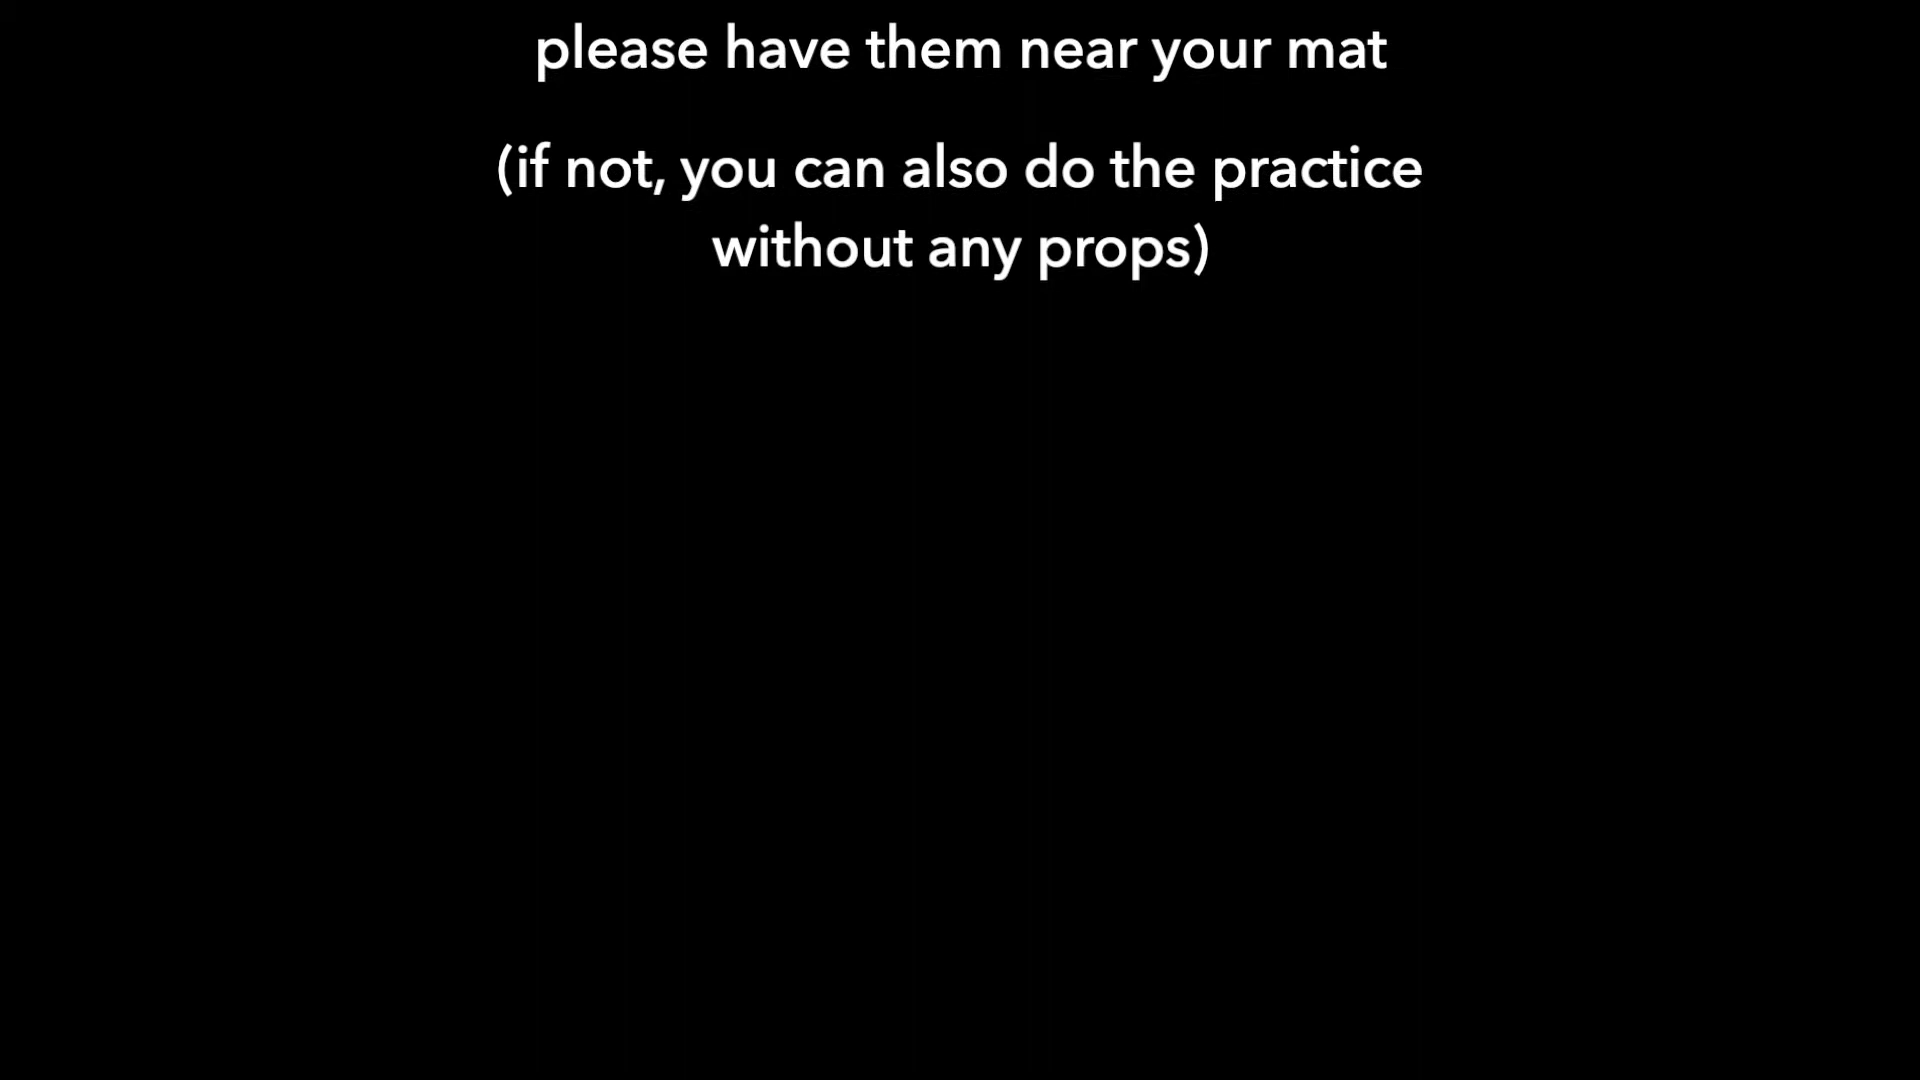 please have them near your mat
(if not, you can also do the practice
without any props)